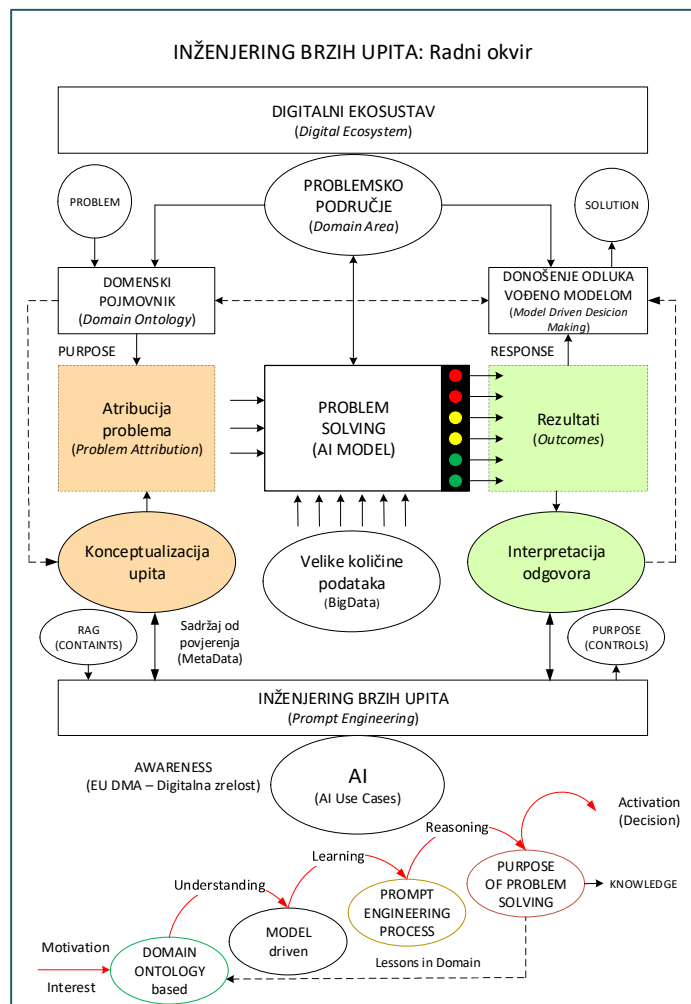 INŽENJERING BRZIH UPITA: Radni okvir
DIGITALNI EKOSUSTAV
(Digital Ecosystem)
PROBLEM
PROBLEMSKO
PODRUČJE
(Domain Area)
SOLUTION
DOMENSKI
POJMOVNIK
(Domain Ontology)
DONOŠENJE ODLUKA
VOĐENO MODELOM
(Model Driven Desicion
Making)
PURPOSE
RESPONSE
Atribucija
problema
(Problem Attribution)
PROBLEM
SOLVING
(AI MODEL)
Rezultati
(Outcomes)
Konceptualizacija
upita
Velike količine
podataka
(BigData)
Interpretacija
odgovora
RAG
(CONTAINTS)
Sadržaj od
povjerenja
(MetaData)
PURPOSE
(CONTROLS)
INŽENJERING BRZIH UPITA
(Prompt Engineering)
AWARENESS
(EU DMA – Digitalna zrelost)
AI
(AI Use Cases)
Activation
(Decision)
Reasoning
Learning
Understanding
PURPOSE
OF PROBLEM
SOLVING
KNOWLEDGE
PROMPT
ENGINEERING
PROCESS
MODEL
driven
Motivation
Interest
DOMAIN
ONTOLOGY
based
Lessons in Domain